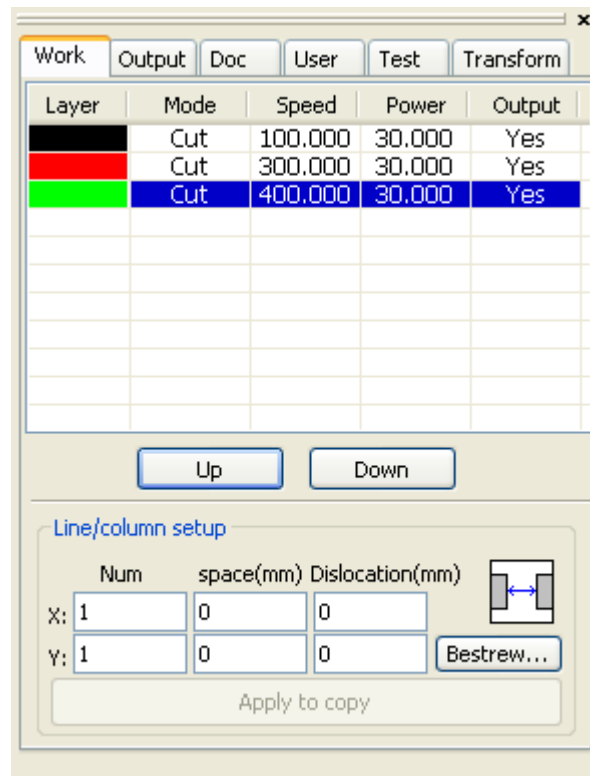 x
Work Output Doc User Test Transform
Layer Mode Speed Power Output
Cut 100.000 30.000 Yes
Cut 300.000 30.000 Yes
Cut 400.000 30.000 Yes
Up Down
Line/column setup
Num space(mm) Dislocation(mm)
X: 1 0 0
Y: 1 0 0 Bestrew...
Apply to copy